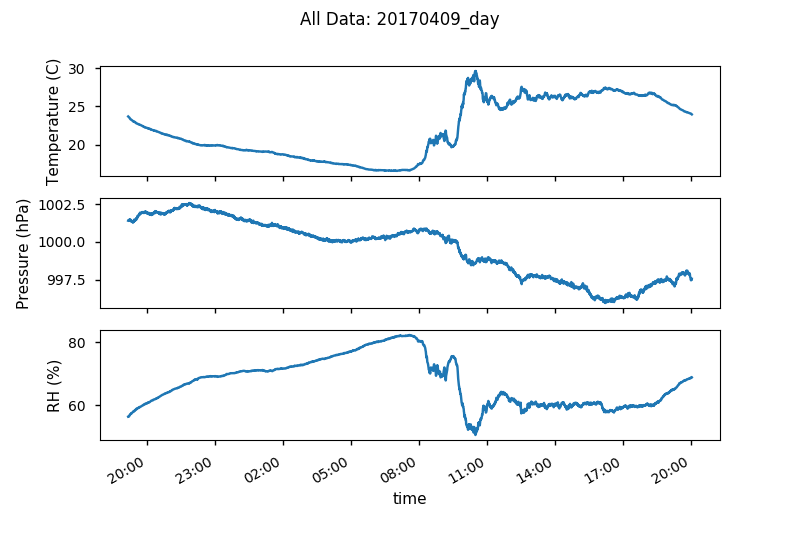 All Data: 20170409_day
Temperature (C)
30
25
20
Pressure (hPa)
1002.5
1000.0
997.5
RH (%)
80
60
20:00 23:00 02:00 05:00 08:00 11:00 14:00 17:00 20:00
time